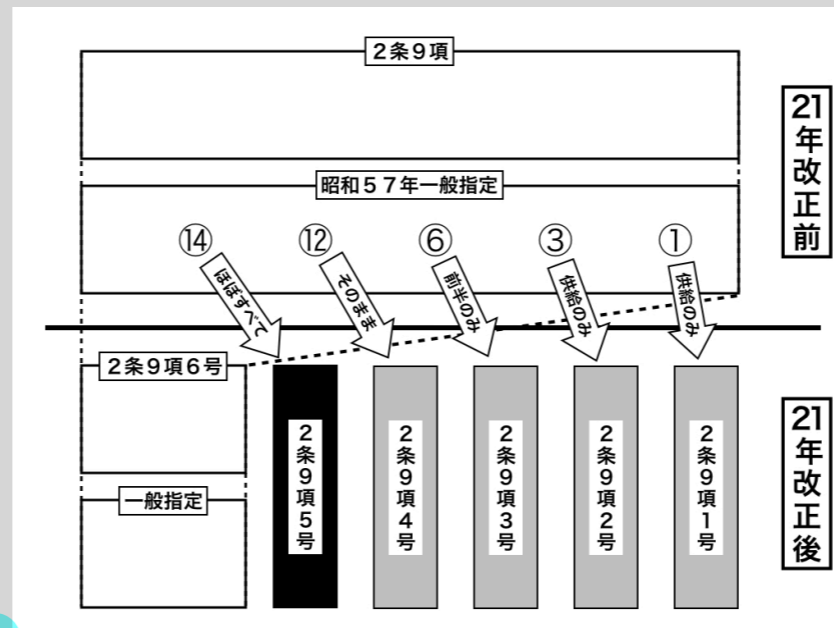 2条9項
21年改正前
昭和57年一般指定
⑭
⑫
⑥
③
①
ほぼすべて
そのまま
前半のみ
供給のみ
供給のみ
2条9項6号
2条9項5号
2条9項4号
2条9項3号
2条9項2号
2条9項1号
21年改正後
一般指定